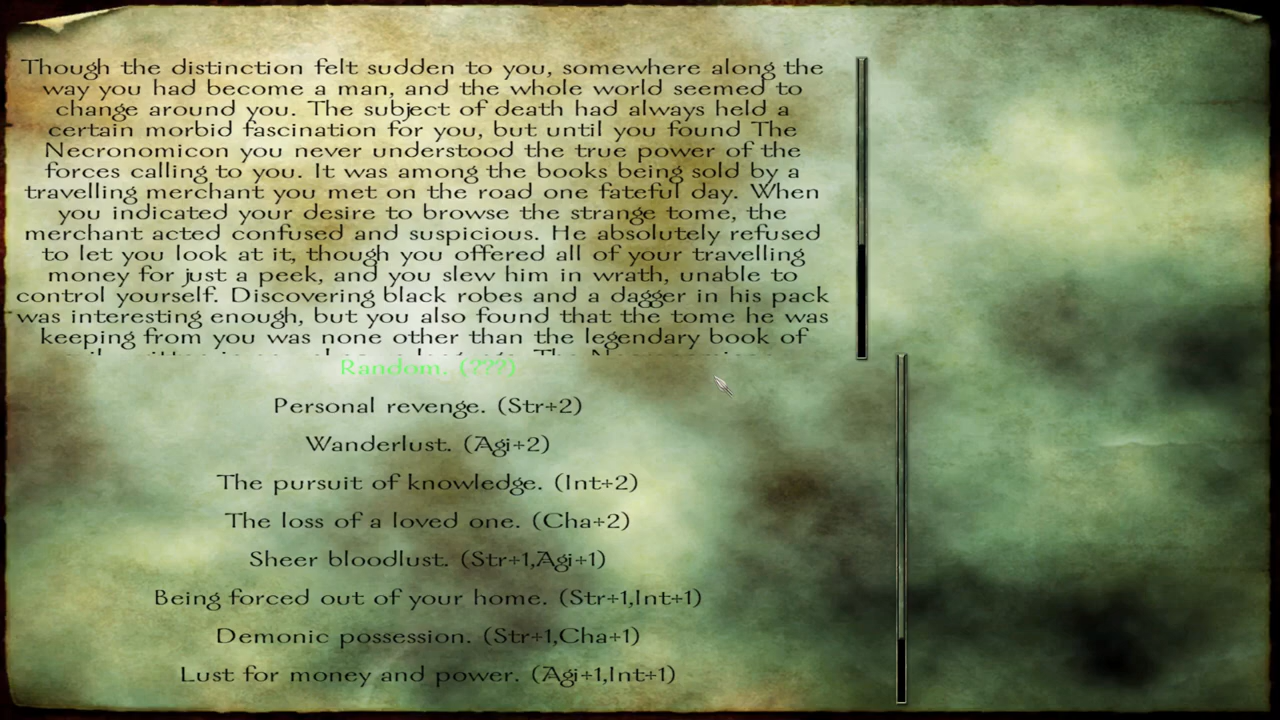 Though the distinction felt sudden to you, somewhere along the
way you had become a man, and the whole world seemed to
change around you. The subject of death had always held a
certain morbid fascination for you, but until you found The
Necronomicon you never understood the true power of the
forces calling to you. It was among the books being sold by a
travelling merchant you met on the road one fateful day. When
you indicated your desire to browse the strange tome, the
merchant acted confused and suspicious. He absolutely refused
to let you look at it, though you offered all of your travelling
money for just a peek, and you slew him in wrath, unable to
control yourself. Discovering black robes and a dagger in his pack
was interesting enough, but you also found that the tome he was
keeping from you was none other than the legendary book of
Random. (???)
Personal revenge. (Str+2)
Wanderlust. (Agi+2)
The pursuit of knowledge. (Int+2)
The loss of a loved one. (Cha+2)
Sheer bloodlust. (Str+1,Agi+1)
Being forced out of your home. (Str+1,Int+1)
Demonic possession. (Str+1,Cha+1)
Lust for money and power. (Agi+1,Int+1)